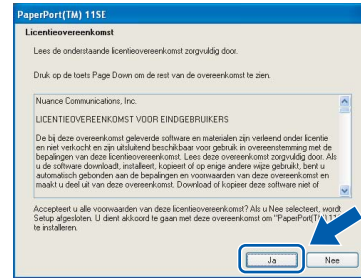 PaperPort(TM) 11SE
Licentieovereenkomst
Lees de onderstaande licentieovereenkomst zorgvuldig door.
Druk op de toets Page Down om de rest van de overeenkomst te zien.
Nuance Communications, Inc.
LICENTIEOVEREENKOMST VOOR EINDGEBRUIKERS
De bij deze overeenkomst geleverde software en materialen zijn verleend onder licentie
en niet verkocht en zijn uitsluitend beschikbaar voor gebruik in overeenstemming met de
bepalingen van deze licentieovereenkomst. Lees deze overeenkomst zorgvuldig door. Als
u de software downloadt, installeert, kopieert of op enige andere wijze gebruikt, bent u
automatisch gebonden aan de bepalingen en voorwaarden van deze overeenkomst en
maakt u deel uit van deze overeenkomst. Download of kopieer deze software niet of
Accepteert u alle voorwaarden van deze licentieovereenkomst? Als u Nee selecteert, wordt
Setup afgesloten. U dient akkoord te gaan met deze overeenkomst om "PaperPort(TM) 11
te installeren.
Ja
Nee